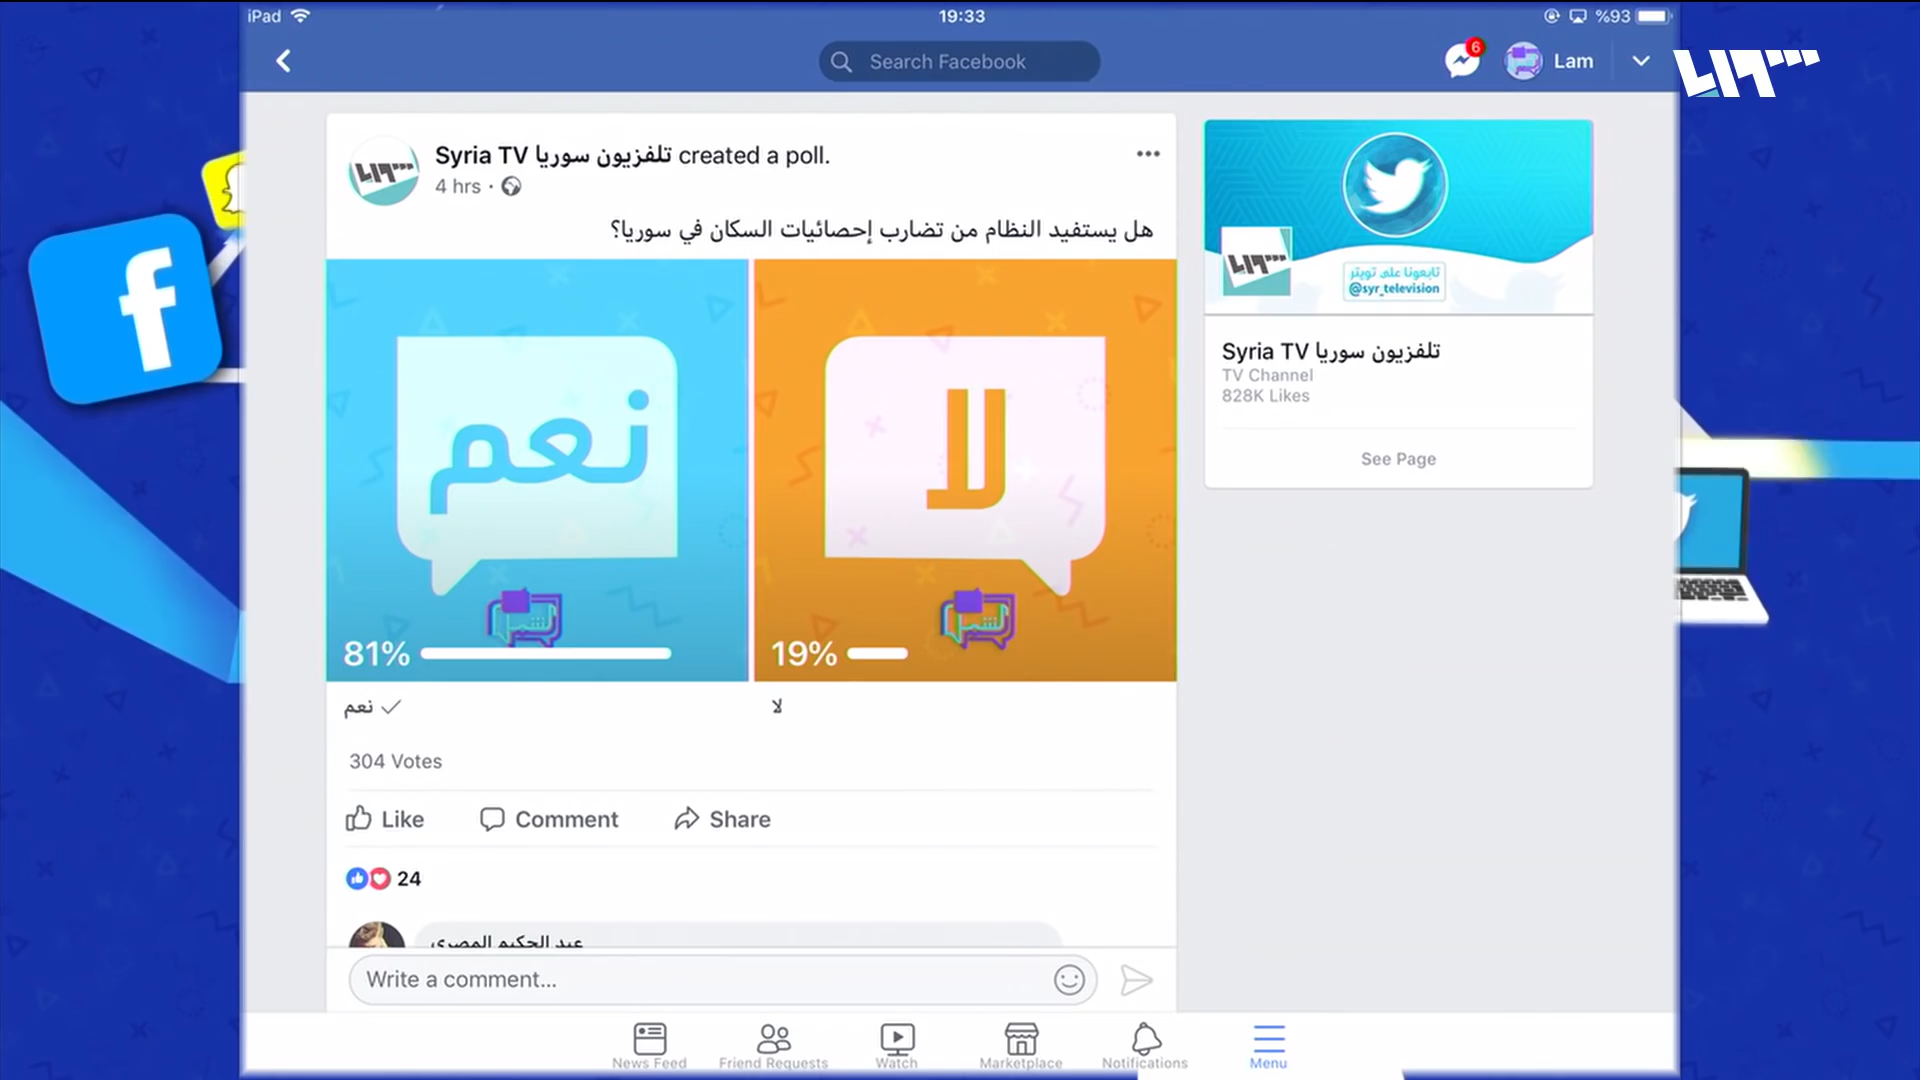 iPad
19:33
%93
Search Facebook
6
Lam
Syria TV تلفزيون سوريا created a poll.
4 hrs ·
هل يستفيد النظام من تضارب إحصائيات السكان في سوريا؟
نعم
لا
81%
19%
نعم
لا
304 Votes
Like
Comment
Share
24
عبد الحكيم المصري
Write a comment...
تابعونا على تويتر
@syr_television
Syria TV تلفزيون سوريا
TV Channel
828K Likes
See Page
News Feed
Friend Requests
Watch
Marketplace
Notifications
Menu